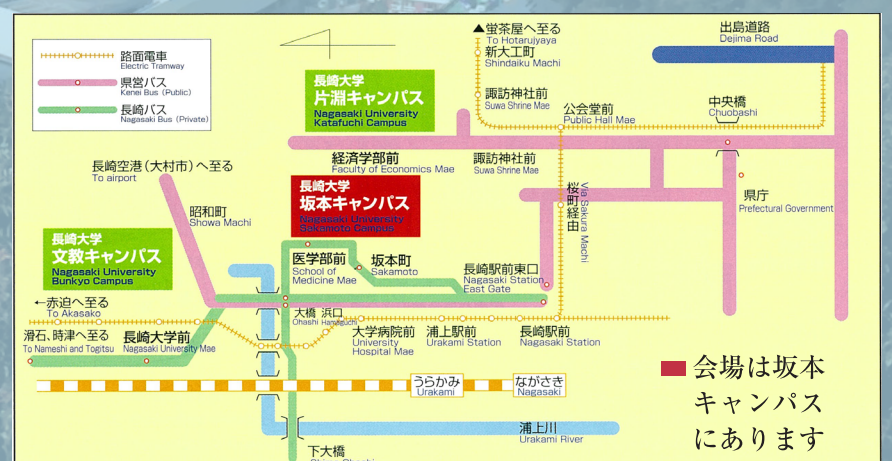 路面電車
Electric Tramway
県営バス
Kenei Bus (Public)
長崎バス
Nagasaki Bus (Private)
▲蛍茶屋へ至る
To Hotarujyaya
新大工町
Shindaiku Machi
諏訪神社前
Suwa Shrine Mae
出島道路
Dejima Road
長崎大学
片淵キャンパス
Nagasaki University
Katafuchi Campus
公会堂前
Public Hall Mae
中央橋
Chuobashi
経済学部前
Faculty of Economics Mae
諏訪神社前
Suwa Shrine Mae
長崎空港(大村市)へ至る
To airport
長崎大学
坂本キャンパス
Nagasaki University
Sakamoto Campus
桜町経由
Via Sakura Machi
県庁
Prefectural Government
昭和町
Showa Machi
長崎大学
文教キャンパス
Nagasaki University
Bunkyo Campus
医学部前
School of
Medicine Mae
坂本町
Sakamoto
長崎駅前東口
Nagasaki Station
East Gate
←赤迫へ至る
To Akasako
大橋 浜口
Ohashi Hamaguchi
滑石、時津へ至る
To Nameshi and Togitsu
長崎大学前
Nagasaki University Mae
大学病院前
University
Hospital Mae
浦上駅前
Urakami Station
長崎駅前
Nagasaki Station
うらかみ
Urakami
ながさき
Nagasaki
会場は坂本
キャンパス
にあります
浦上川
Urakami River
下大橋